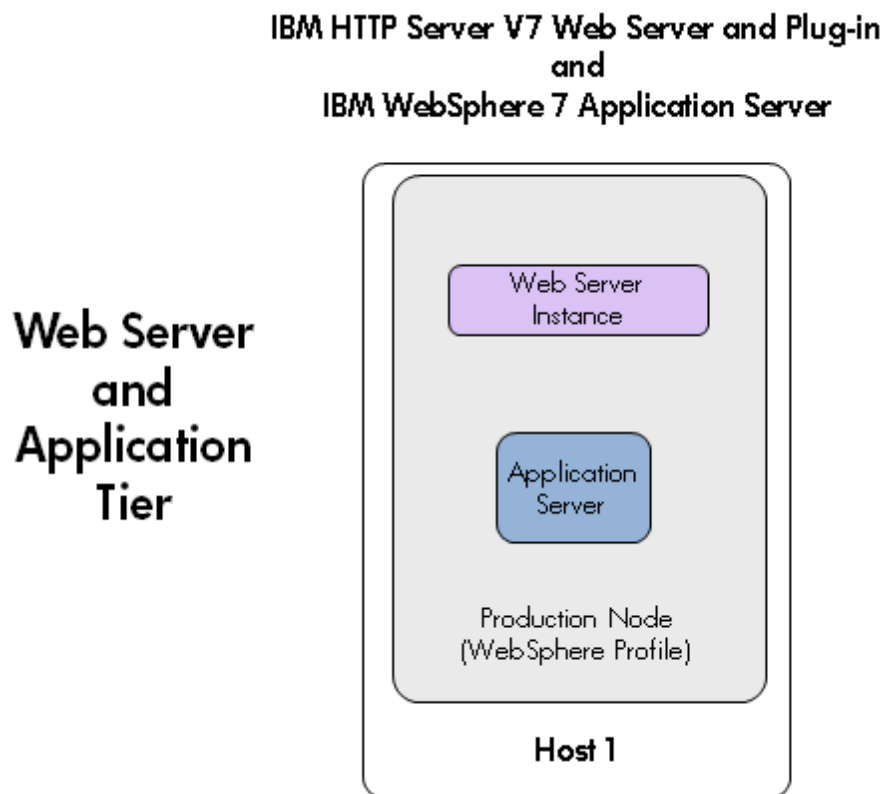 IBM HTTP Server V7 Web Server and Plug-in
and
IBM WebSphere 7 Application Server
Web Server
and
Application
Tier
Web Server
Instance
Application
Server
Production Node
(WebSphere Profile)
Host 1